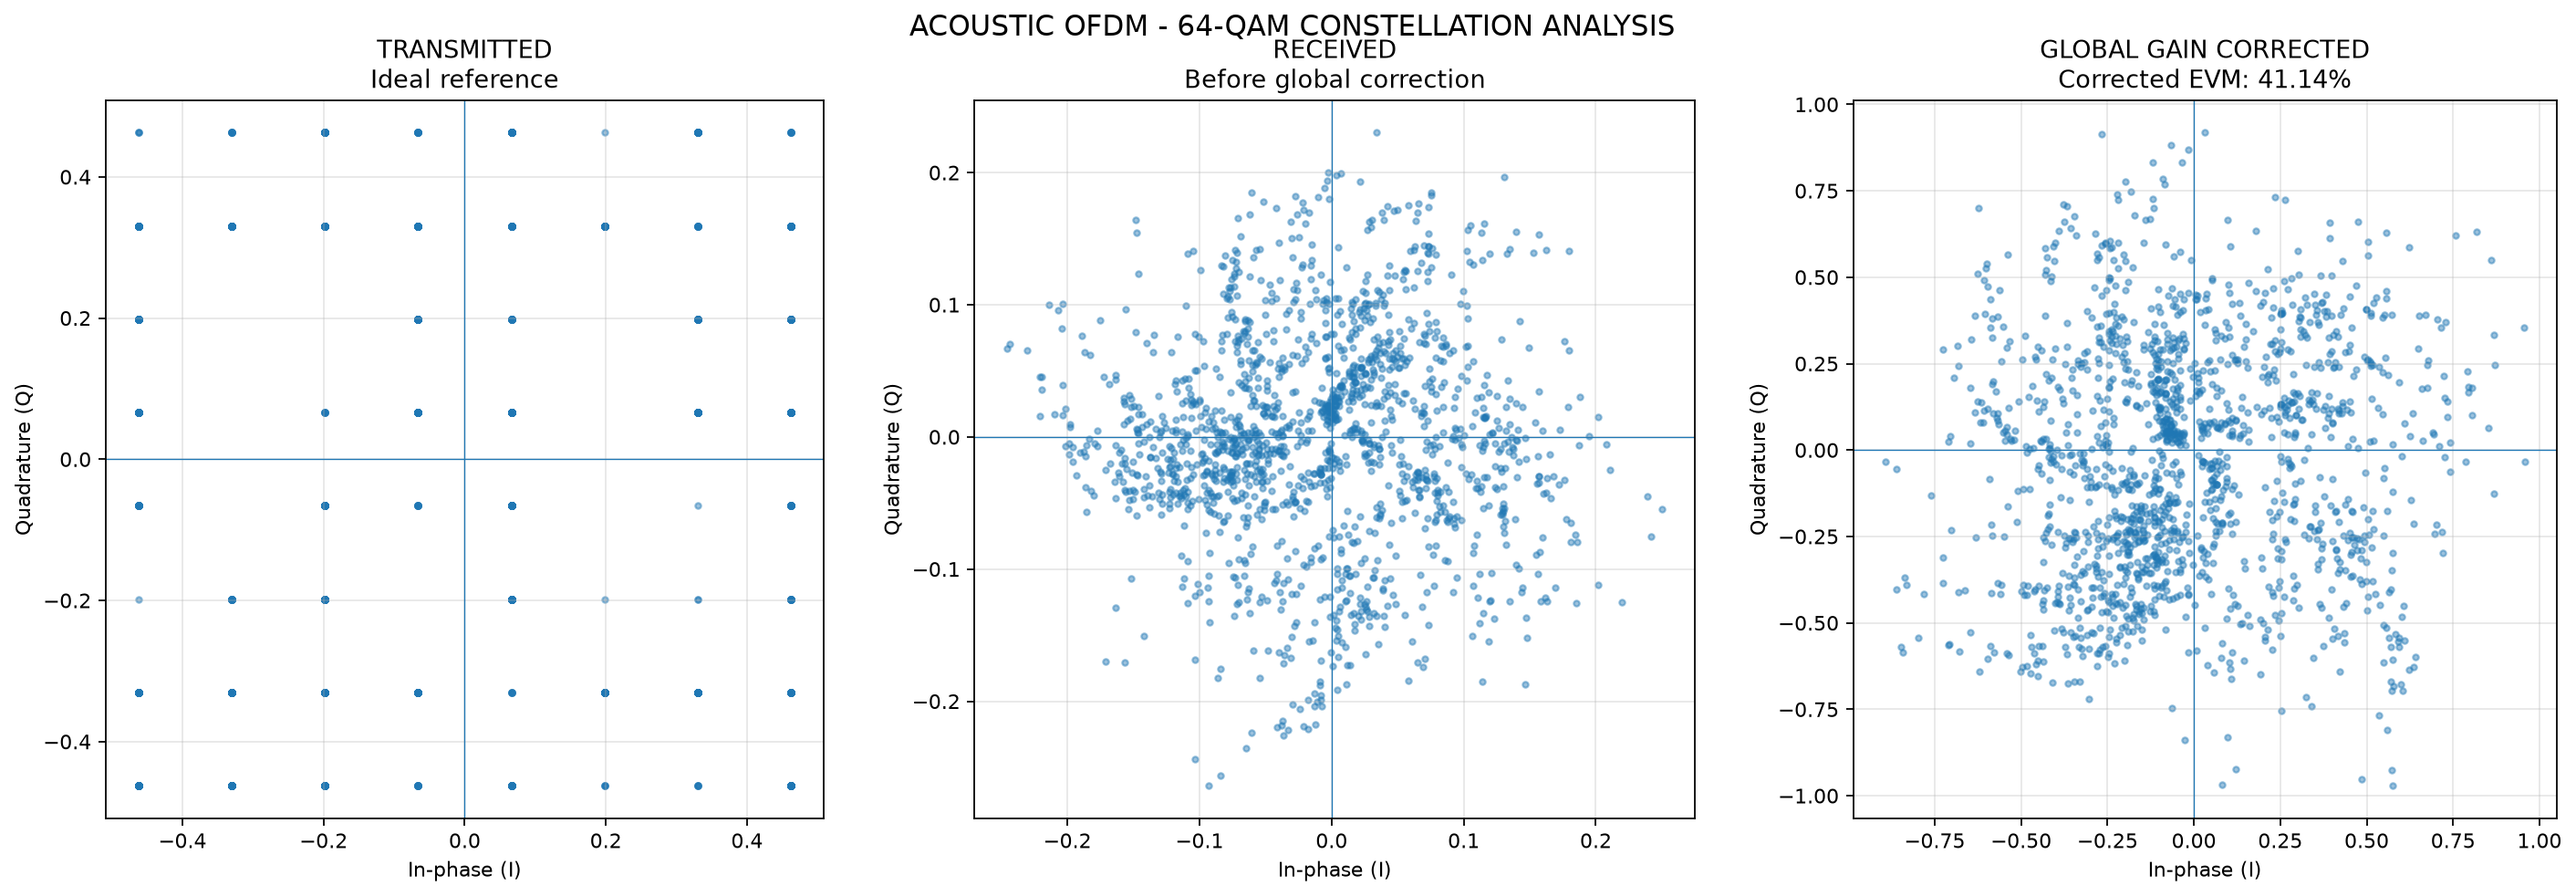 ACOUSTIC OFDM - 64-QAM CONSTELLATION ANALYSIS
TRANSMITTED
Ideal reference
0.4
0.2
0.0
−0.2
−0.4
Quadrature (Q)
−0.4 −0.2 0.0 0.2 0.4
In-phase (I)
RECEIVED
Before global correction
0.2
0.1
0.0
−0.1
−0.2
Quadrature (Q)
−0.2 −0.1 0.0 0.1 0.2
In-phase (I)
GLOBAL GAIN CORRECTED
Corrected EVM: 41.14%
1.00
0.75
0.50
0.25
0.00
−0.25
−0.50
−0.75
−1.00
Quadrature (Q)
−0.75 −0.50 −0.25 0.00 0.25 0.50 0.75 1.00
In-phase (I)